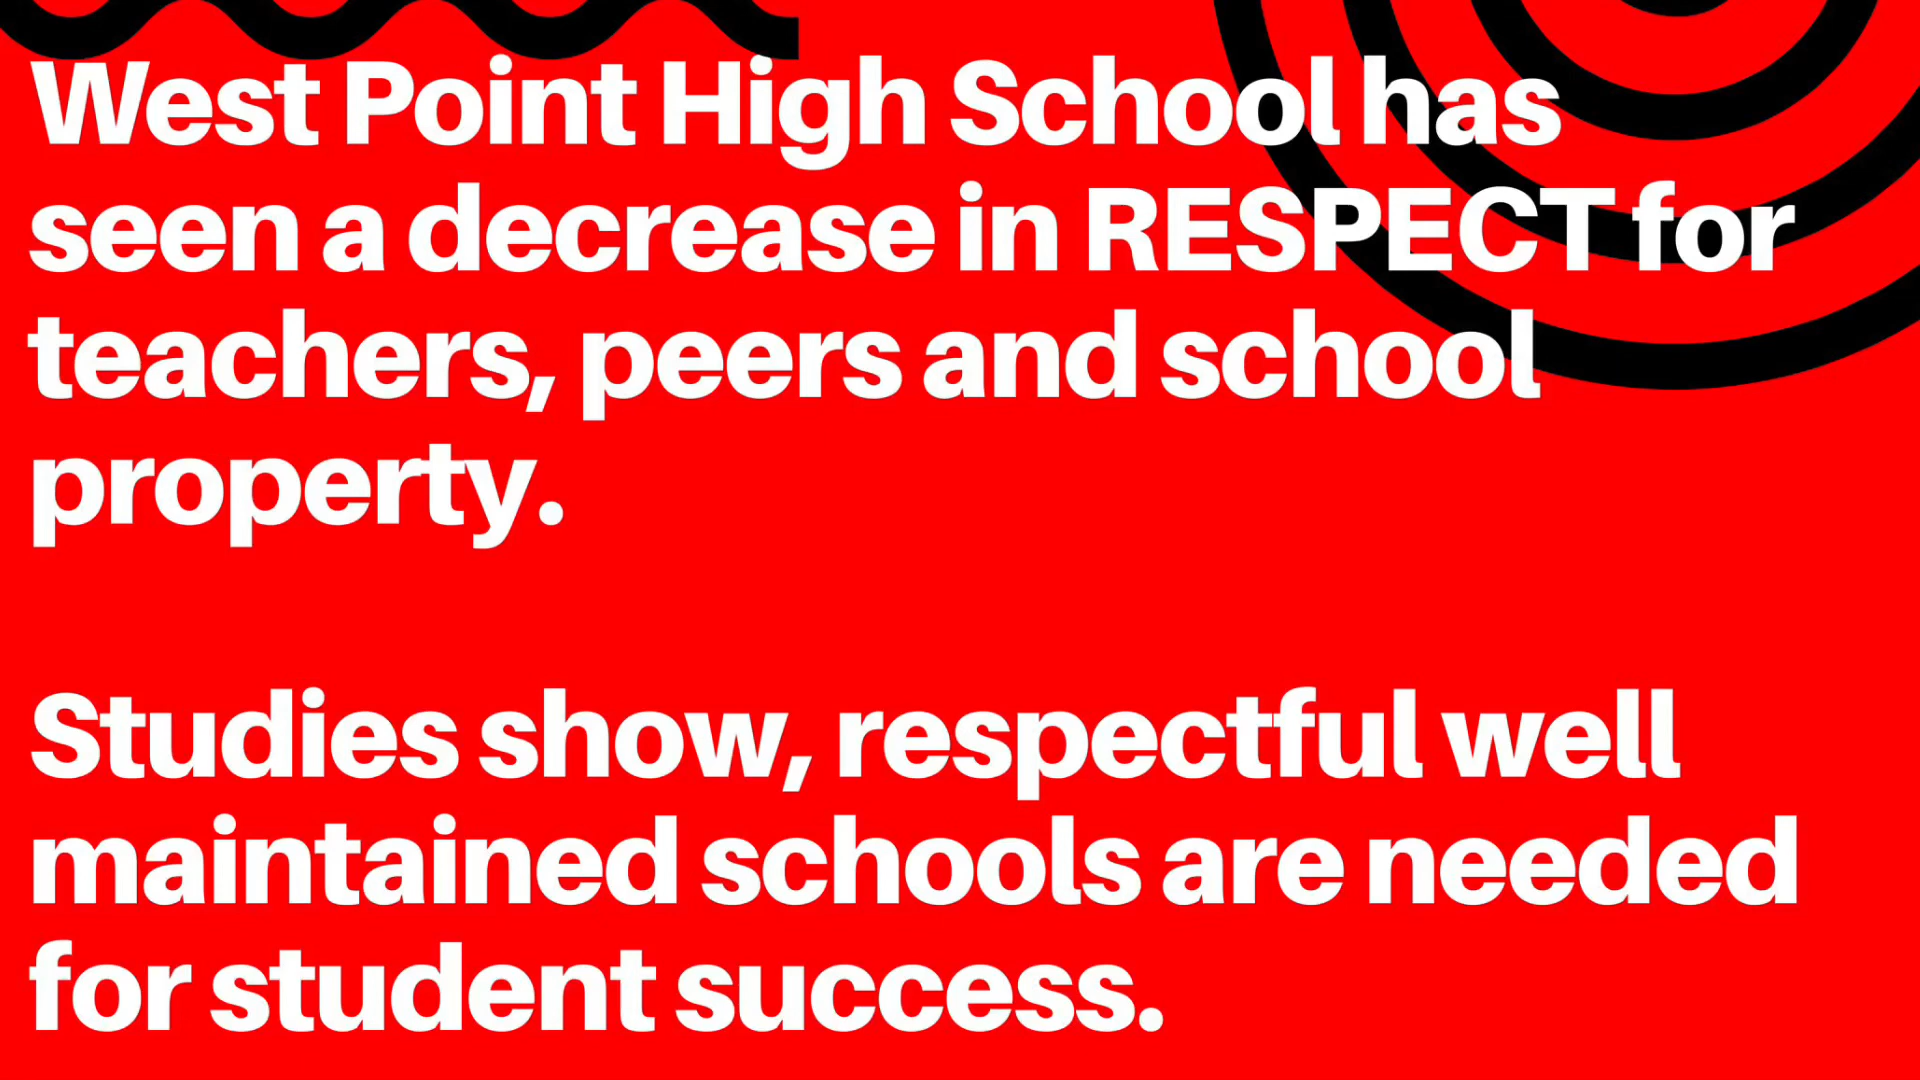 West Point High School has
seen a decrease in RESPECT for
teachers, peers and school
property.
Studies show, respectful well
maintained schools are needed
for student success.